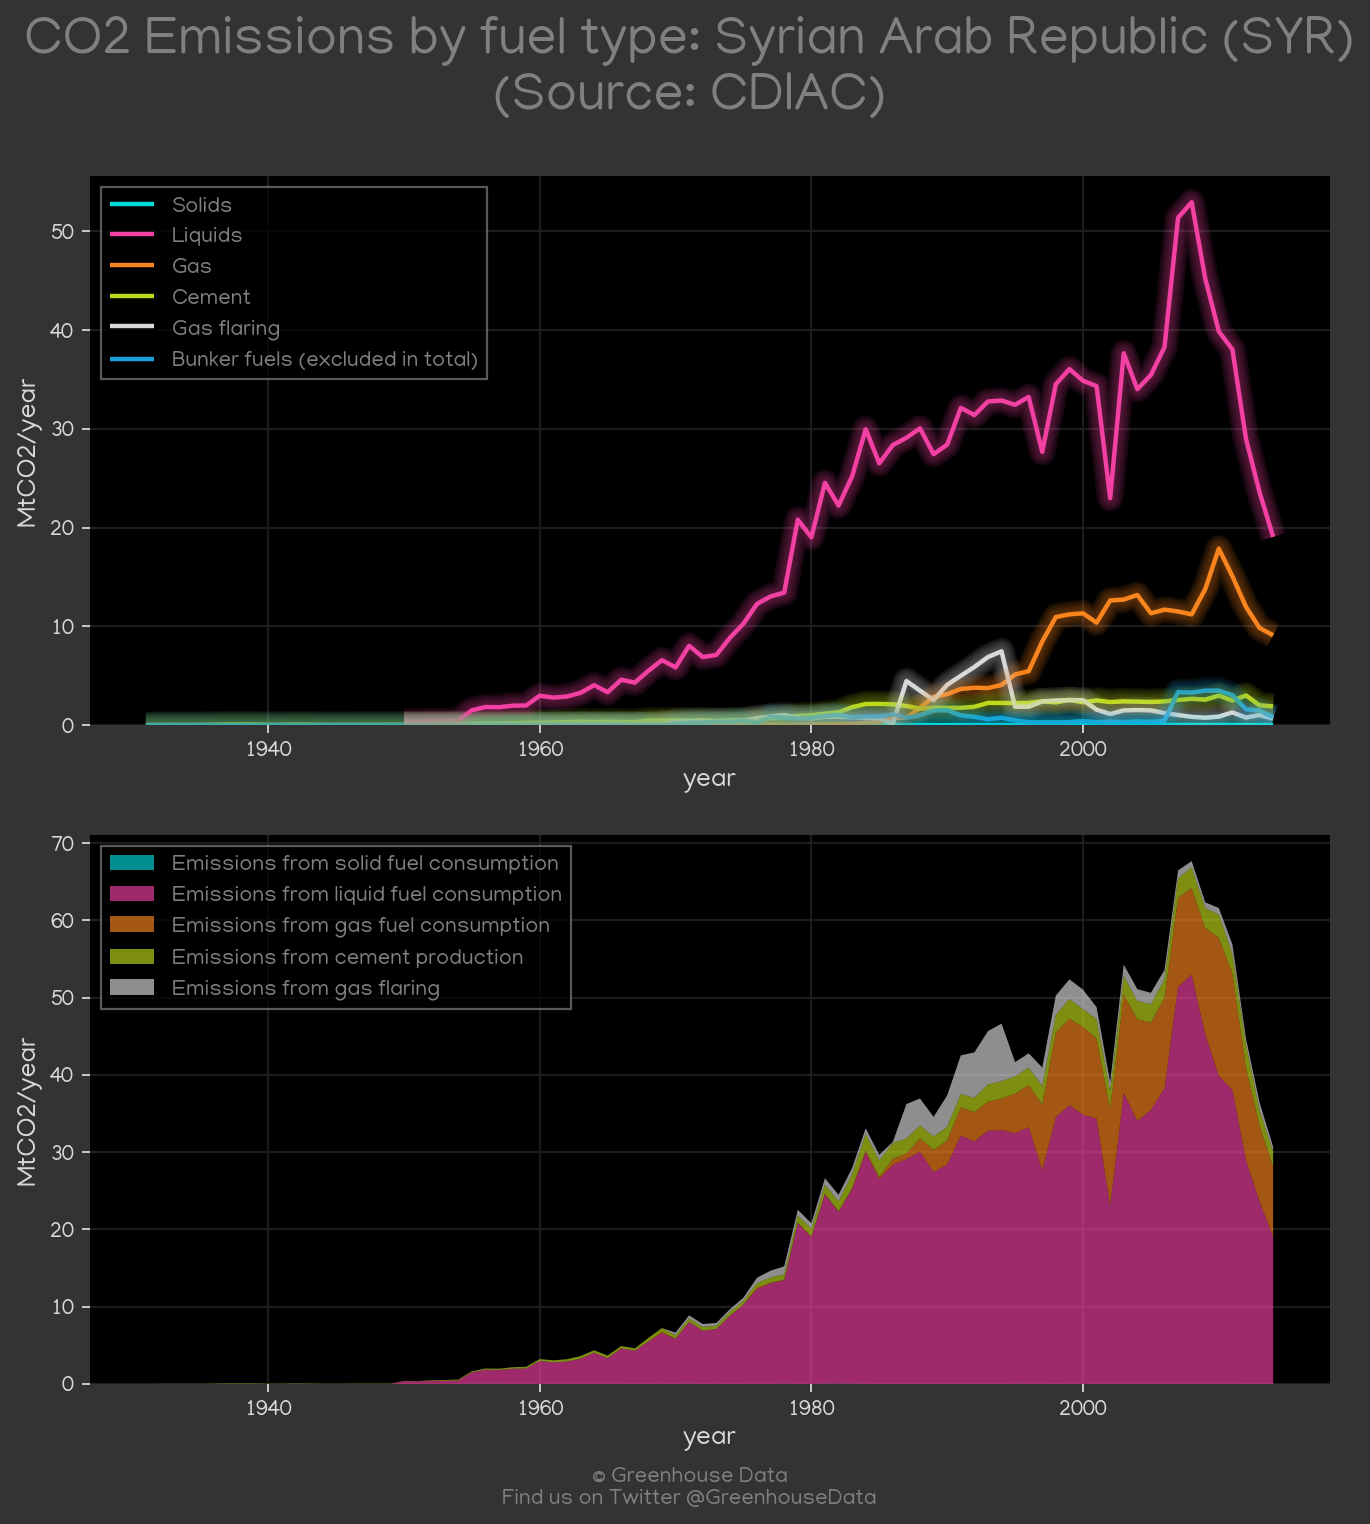 CO2 Emissions by fuel type: Syrian Arab Republic (SYR)
(Source: CDIAC)
Solids
Liquids
Gas
Cement
Gas flaring
Bunker fuels (excluded in total)
MtCO2/year
50
40
30
20
10
0
1940
1960
1980
2000
year
Emissions from solid fuel consumption
Emissions from liquid fuel consumption
Emissions from gas fuel consumption
Emissions from cement production
Emissions from gas flaring
MtCO2/year
70
60
50
40
30
20
10
0
1940
1960
1980
2000
year
© Greenhouse Data
Find us on Twitter @GreenhouseData